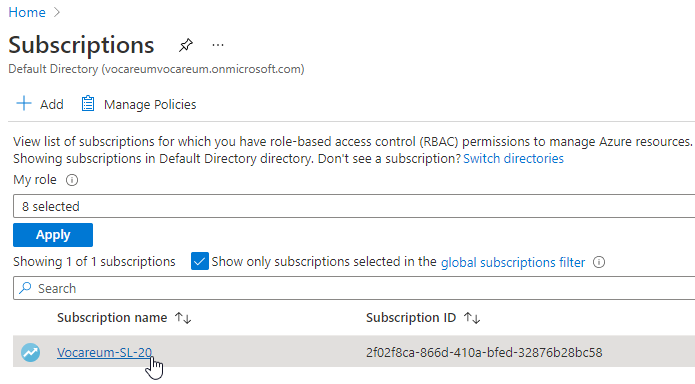 Home
Subscriptions
Default Directory (vocareumvocareum.onmicrosoft.com)
Add Manage Policies
View list of subscriptions for which you have role-based access control (RBAC) permissions to manage Azure resources.
Showing subscriptions in Default Directory directory. Don't see a subscription? Switch directories
My role
8 selected
Apply
Showing 1 of 1 subscriptions Show only subscriptions selected in the global subscriptions filter
Search
Subscription name Subscription ID
Vocareum-SL-20 2f02f8ca-866d-410a-bfed-32876b28bc58